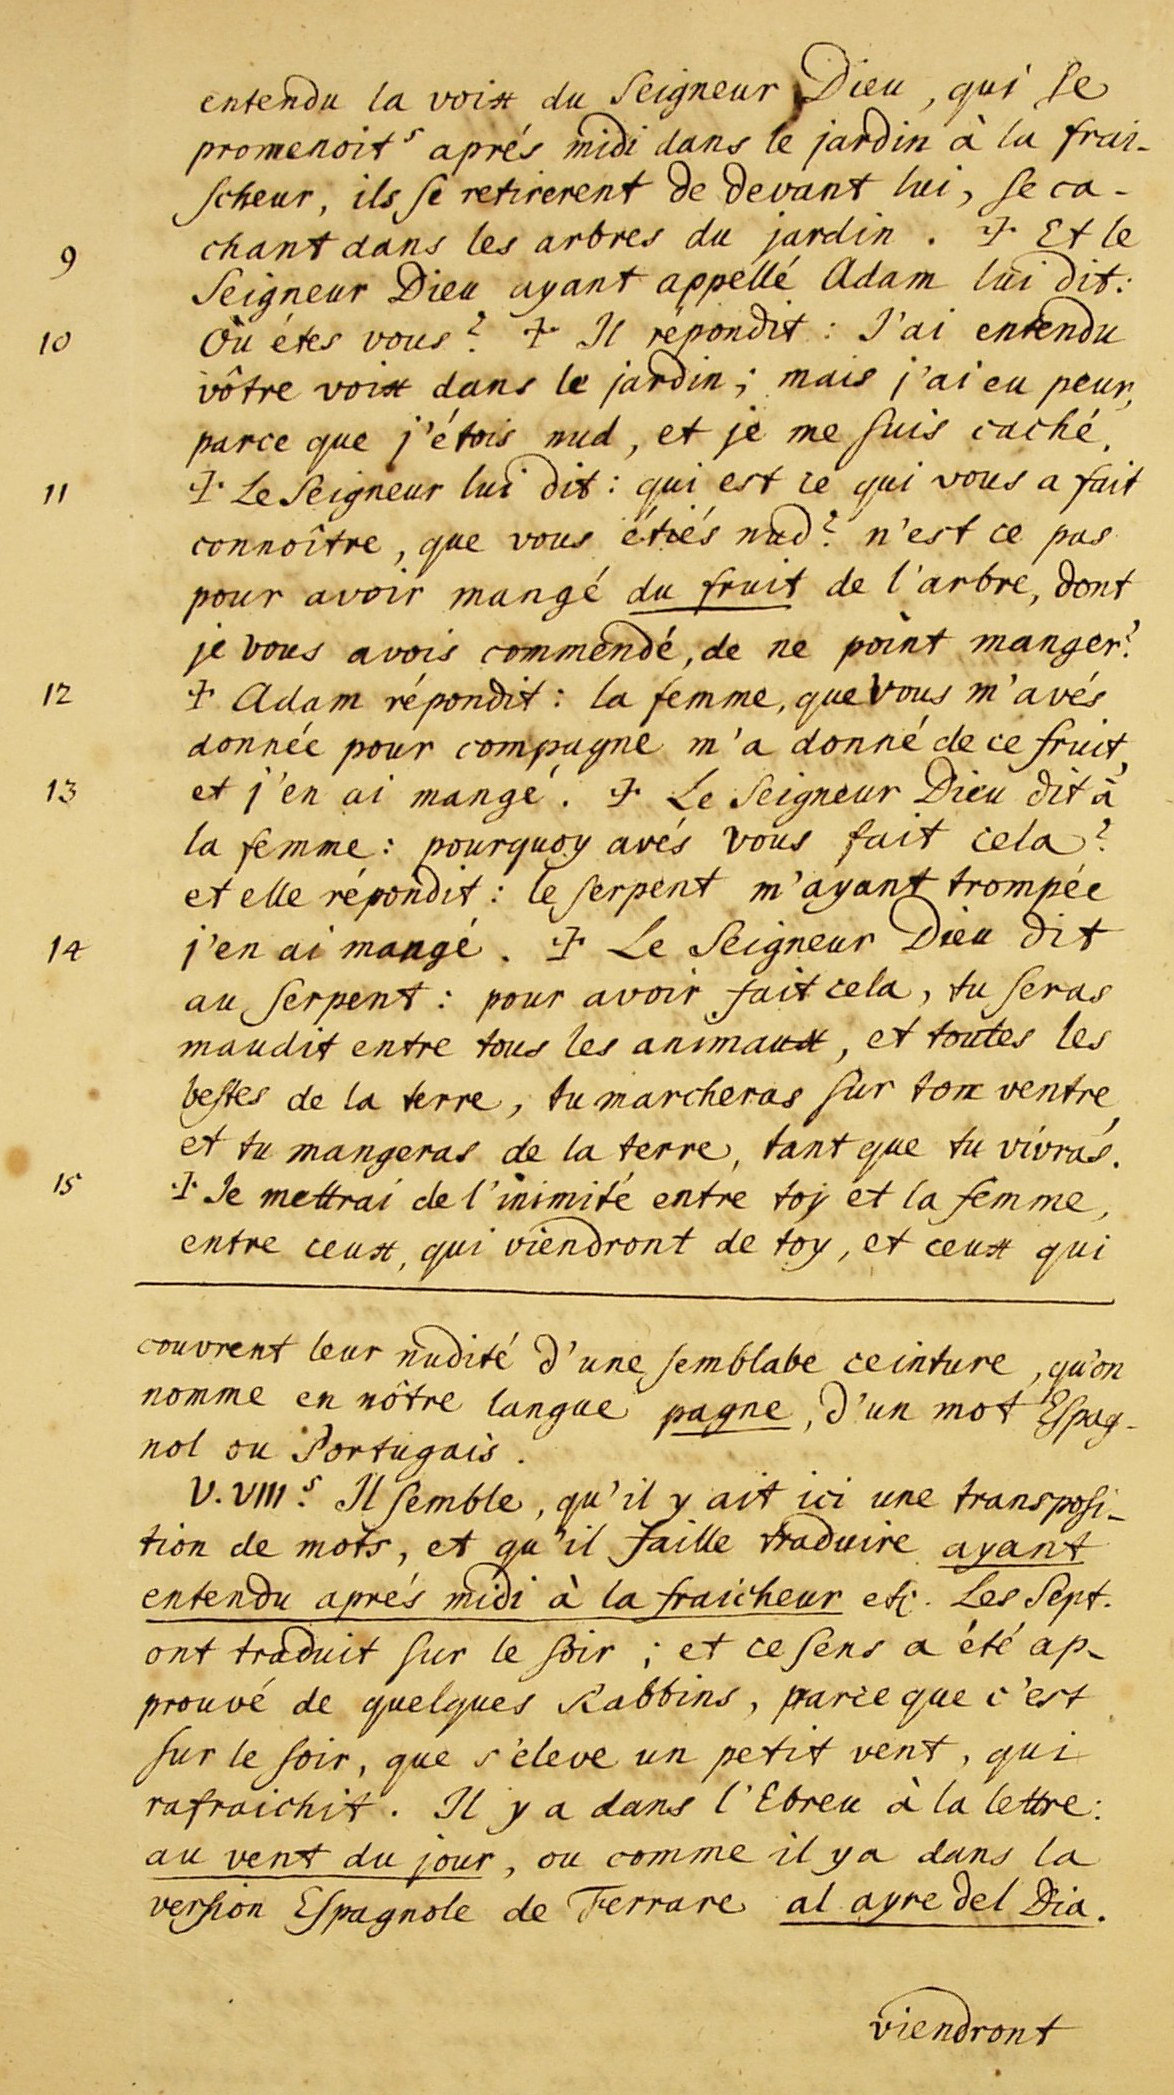 entendu la voix du Seigneur Dieu, qui se
promenoit ˢ aprés midi dans le jardin à la frai-
scheur, ils se retirerent de devant lui, se ca-
chant dans les arbres du jardin. ✣ Et le
9
Seigneur Dieu ayant appellé Adam lui dit:
10
Où étes vous? ✣ Il répondit: J'ai entendu
vôtre voix dans le jardin; mais j'ai eu peur,
parce que j'étois nud, et je me suis caché.
11
✣ Le Seigneur lui dit: qui est ce qui vous a fait
connoître, que vous étiés nud? n'est ce pas
pour avoir mangé du fruit de l'arbre, dont
je vous avois commendé, de ne point manger?
12
✣ Adam répondit: la femme, que vous m'avés
donnée pour compagne m'a donné de ce fruit,
13
et j'en ai mangé. ✣ Le Seigneur Dieu dit à
la femme: pourquoy avés vous fait cela?
et elle répondit: le serpent m'ayant trompée
14
j'en ai mangé. ✣ Le Seigneur Dieu dit
au serpent: pour avoir fait cela, tu seras
maudit entre tous les animaux, et toutes les
bestes de la terre, tu marcheras sur ton ventre,
et tu mangeras de la terre, tant que tu vivras.
15
✣ Je mettrai de l'inimité entre toy et la femme,
entre ceux, qui viendront de toy, et ceux qui
couvrent leur nudité d'une semblabe ceinture, qu'on
nomme en nôtre langue pagne, d'un mot Espag-
nol ou Portugais.
V. VIII. ˢ Il semble, qu'il y ait ici une transposi-
tion de mots, et qu'il faille traduire ayant
entendu aprés midi à la fraicheur etc. Les Sept.
ont traduit sur le soir; et ce sens a été ap-
prouvé de quelques Rabbins, parce que c'est
sur le soir, que s'eleve un petit vent, qui
rafraichit. Il y a dans l'Ebreu à la lettre:
au vent du jour, ou comme il y a dans la
version Espagnole de Ferrare al ayre del Dia.
viendront